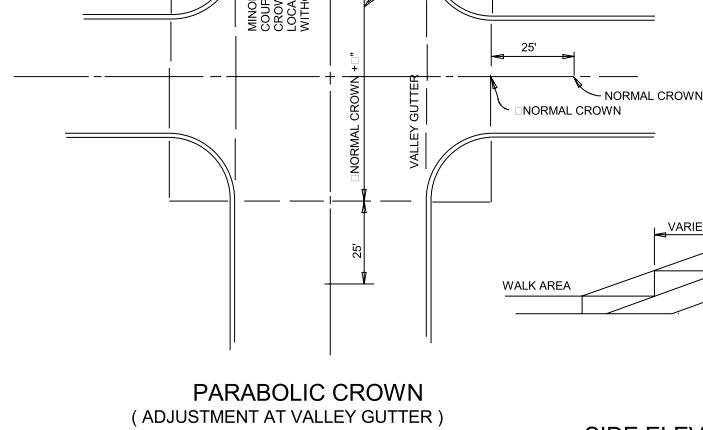 25'
NORMAL CROWN
□NORMAL CROWN
□NORMAL CROWN + □"
VALLEY GUTTER
25'
VARIE
WALK AREA
PARABOLIC CROWN
( ADJUSTMENT AT VALLEY GUTTER )